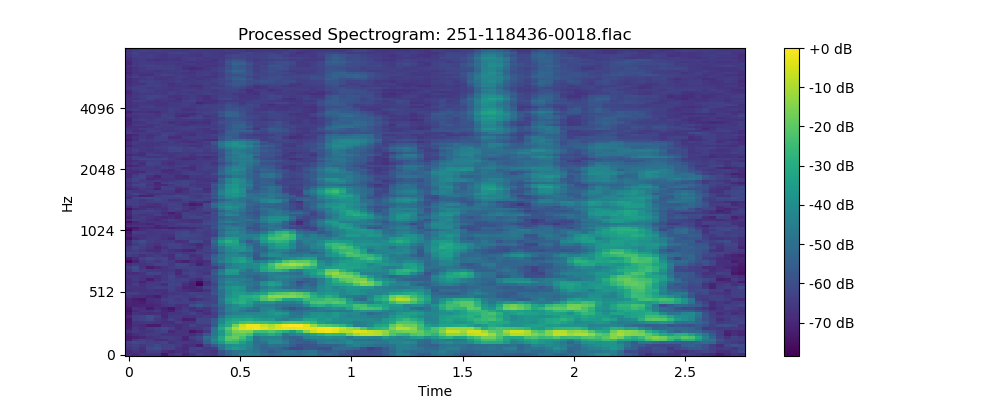 Processed Spectrogram: 251-118436-0018.flac
+0 dB
-10 dB
-20 dB
-30 dB
-40 dB
-50 dB
-60 dB
-70 dB
4096
2048
1024
512
0
Hz
0 0.5 1 1.5 2 2.5
Time